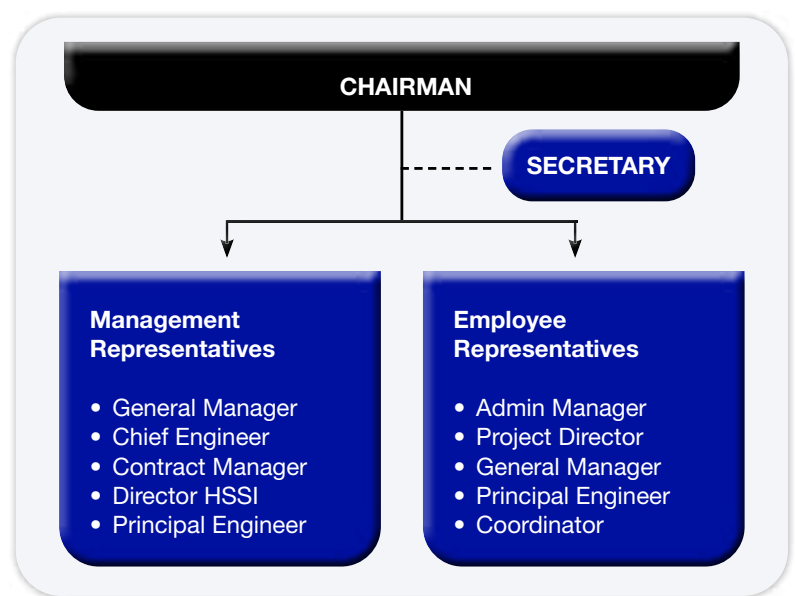 CHAIRMAN
SECRETARY
Management
Representatives
• General Manager
• Chief Engineer
• Contract Manager
• Director HSSI
• Principal Engineer
Employee
Representatives
• Admin Manager
• Project Director
• General Manager
• Principal Engineer
• Coordinator